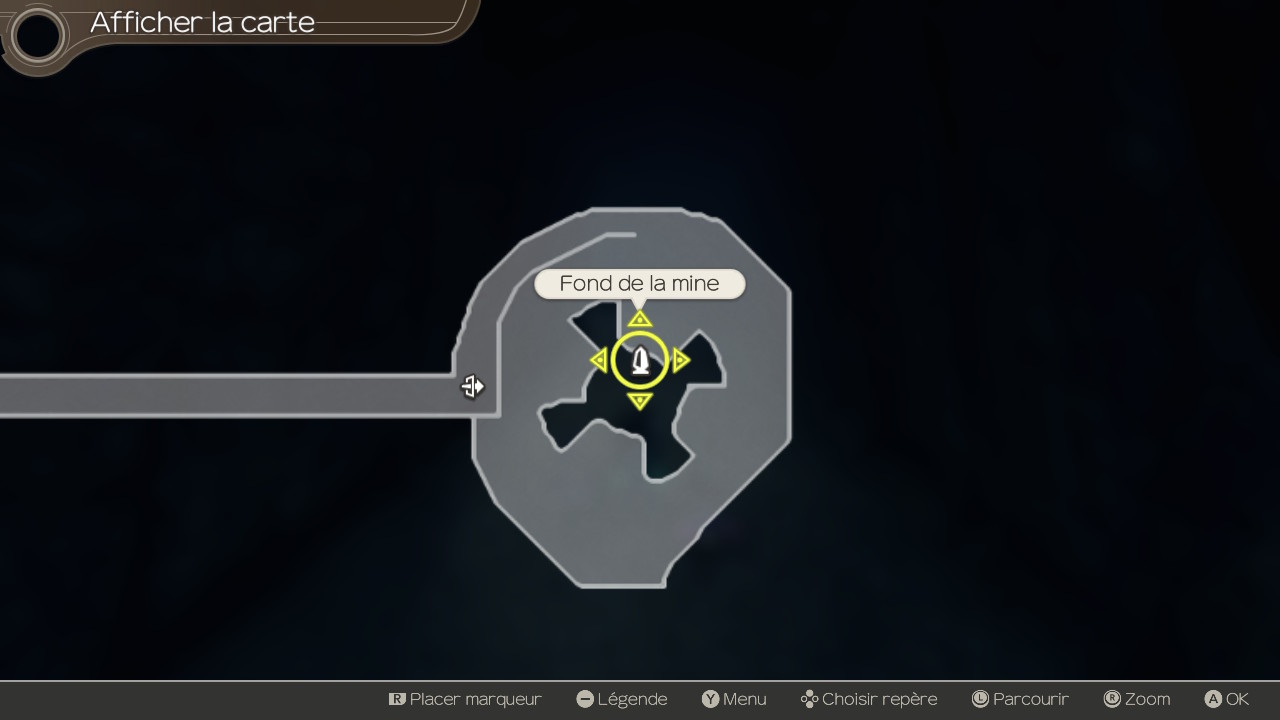 Afficher la carte
Fond de la mine
R Placer marqueur
Légende
Y Menu
Choisir repère
L Parcourir
R Zoom
A OK